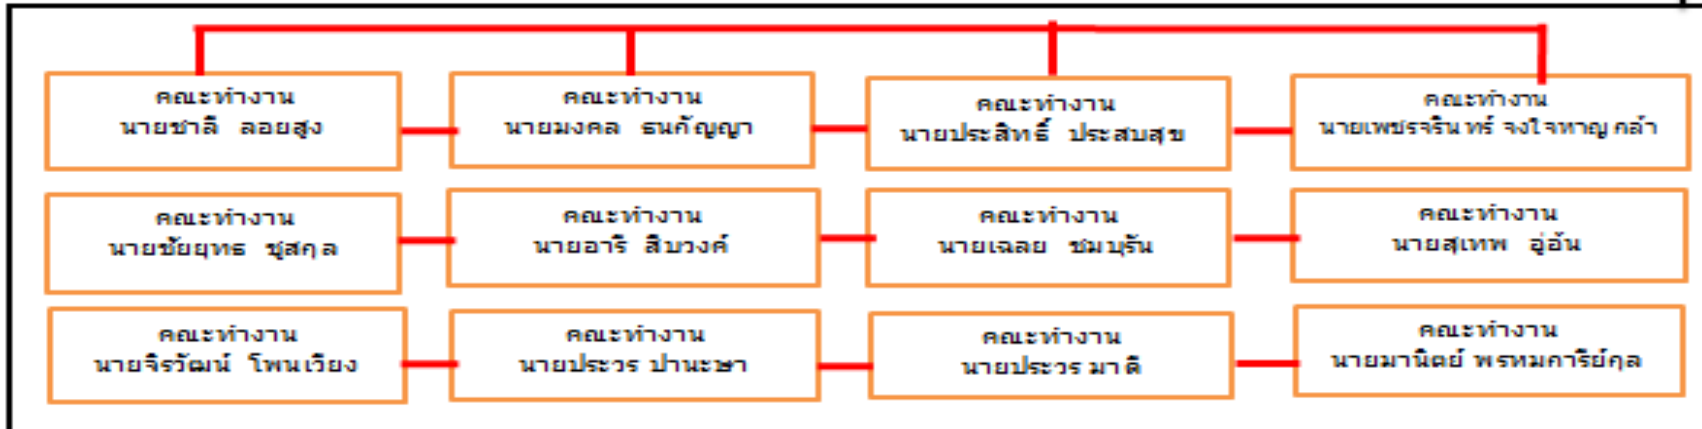 คณะทำงาน
นายชาลี ลอยสูง
คณะทำงาน
นายมงคล ธนกัญญา
คณะทำงาน
นายประสิทธิ์ ประสบสุข
คณะทำงาน
นายเพชรจรินทร์ จงใจหาญกล้า
คณะทำงาน
นายชัยยุทธ ชูสกุล
คณะทำงาน
นายอารี สืบวงค์
คณะทำงาน
นายเฉลย ชมบุรัน
คณะทำงาน
นายสุเทพ อู่อ้น
คณะทำงาน
นายจิรวัฒน์ โพนเวียง
คณะทำงาน
นายประวร ปานะษา
คณะทำงาน
นายประวร มาดี
คณะทำงาน
นายมานิตย์ พรหมการีย์กุล